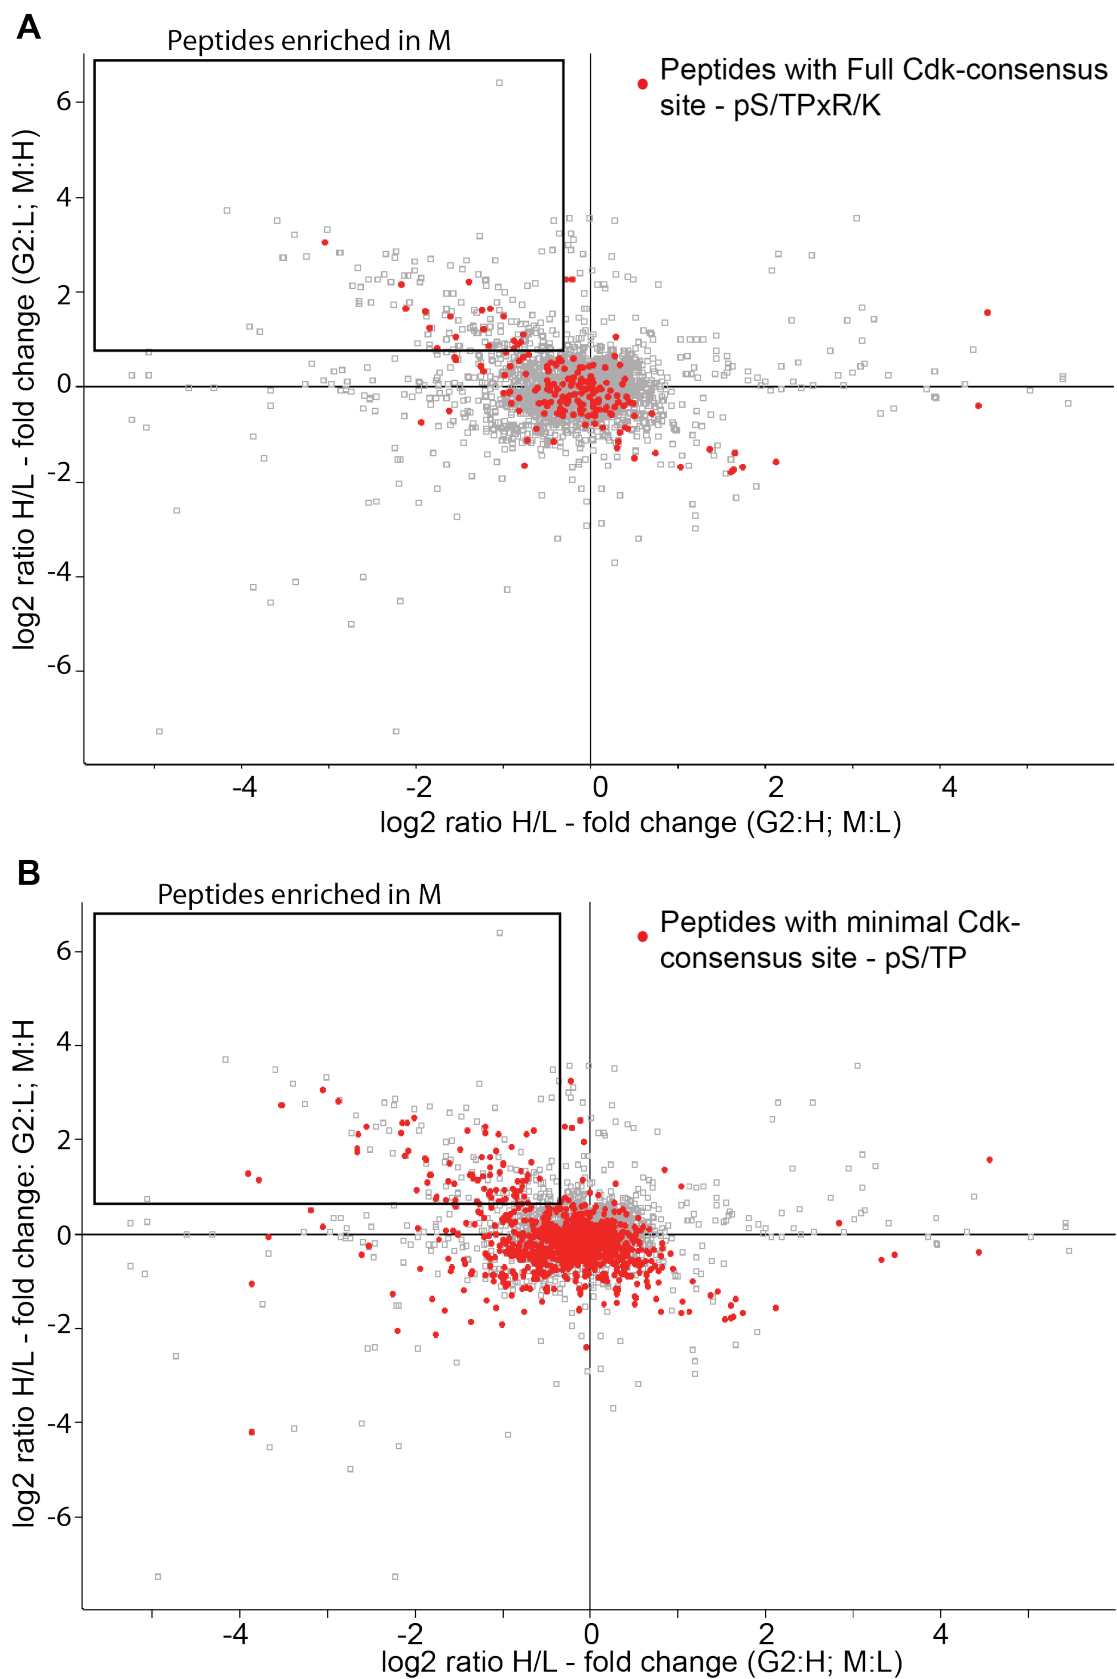 A
Peptides enriched in M
Peptides with Full Cdk-consensus
site - pS/TPxR/K
log2 ratio H/L - fold change (G2:L; M:H)
6
4
2
0
-2
-4
-6
-4
-2
0
2
4
log2 ratio H/L - fold change (G2:H; M:L)
B
Peptides enriched in M
Peptides with minimal Cdk-
consensus site - pS/TP
log2 ratio H/L - fold change: G2:L; M:H
6
4
2
0
-2
-4
-6
-4
-2
0
2
4
log2 ratio H/L - fold change (G2:H; M:L)